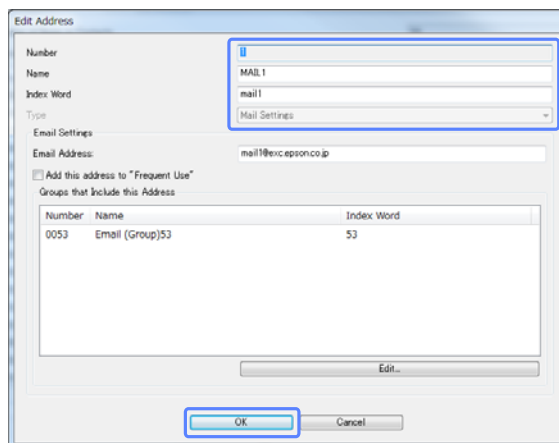 Edit Address
Number 1
Name MAIL1
Index Word mail1
Type Mail Settings
Email Settings
Email Address: mail1@exc.epson.co.jp
Add this address to "Frequent Use"
Groups that Include this Address
Number Name Index Word
0053 Email (Group)53 53
Edit...
OK Cancel